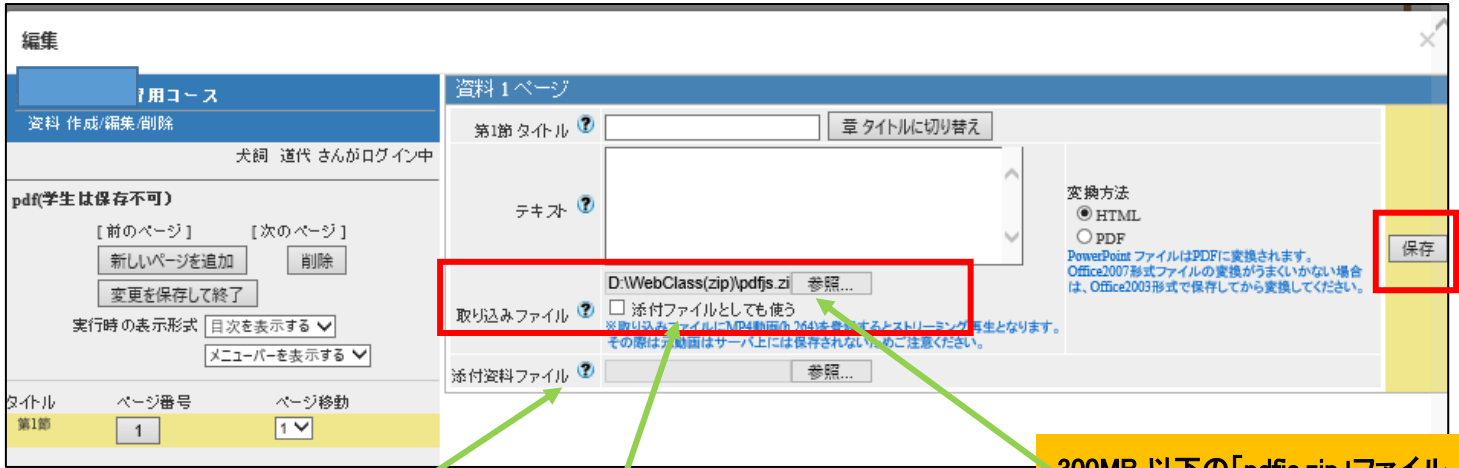 編集
×
用コース
資料 作成/編集/削除
犬飼 道代 さんがログイン中
pdf(学生は保存不可)
[前のページ] [次のページ]
新しいページを追加 削除
変更を保存して終了
実行時の表示形式 目次を表示する
メニューバーを表示する
タイトル ページ番号 ページ移動
第1節 1 1
資料 1 ページ
第1節 タイトル ? 章 タイトルに切り替え
テキスト ?
変換方法
HTML
PDF
PowerPoint ファイルはPDFに変換されます。
Office2007形式ファイルの変換がうまくいかない場合
は、Office2003形式で保存してから変換してください。
保存
D:\WebClass(zip)\pdfjs.zi 参照...
取り込みファイル ? 添付ファイルとしても使う
※取り込みファイルにMP4動画(h.264)を登録するとストリーミング再生となります。
その際は元動画はサーバ上には保存されないためご注意ください。
添付資料ファイル ? 参照...
300MB 以下の「pdfjs.zip」ファイル